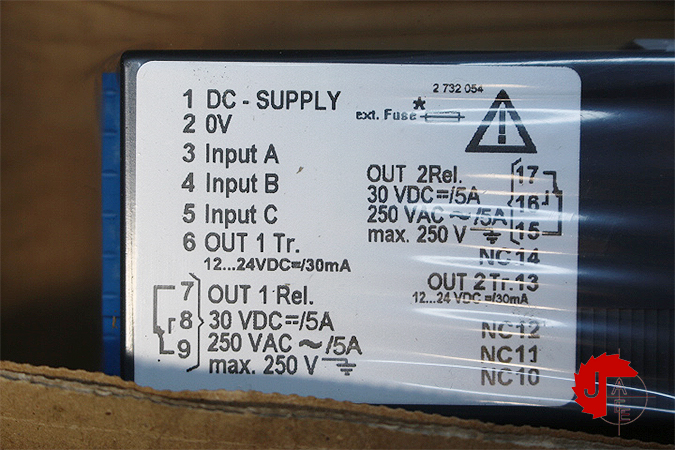 2 732 054
1 DC - SUPPLY
2 0V
* ext. Fuse
3 Input A
4 Input B
5 Input C
6 OUT 1 Tr.
12...24VDC=/30mA
7 OUT 1 Rel.
8 30 VDC=/5A
9 250 VAC ~/5A
max. 250 V
OUT 2Rel. 17
30 VDC=/5A 16
250 VAC ~/5A
max. 250 V 15
NC 14
OUT 2 Tr. 13
12...24 VDC=/30mA
NC 12
NC 11
NC 10
J